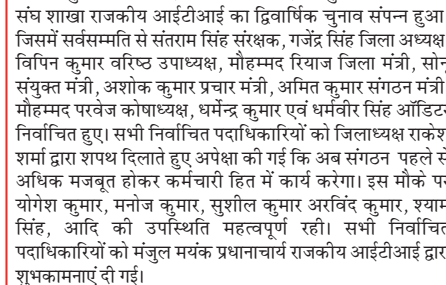 संघ शाखा राजकीय आईटीआई का द्विवार्षिक चुनाव संपन्न हुआ
जिसमें सर्वसम्मति से संतराम सिंह संरक्षक, गजेंद्र सिंह जिला अध्यक्ष
विपिन कुमार वरिष्ठ उपाध्यक्ष, मौहम्मद रियाज जिला मंत्री, सोनू
संयुक्त मंत्री, अशोक कुमार प्रचार मंत्री, अमित कुमार संगठन मंत्री
मौहम्मद परवेज कोषाध्यक्ष, धर्मेन्द्र कुमार एवं धर्मवीर सिंह ऑडिटर
निर्वाचित हुए। सभी निर्वाचित पदाधिकारियों को जिलाध्यक्ष राकेश
शर्मा द्वारा शपथ दिलाते हुए अपेक्षा की गई कि अब संगठन पहले से
अधिक मजबूत होकर कर्मचारी हित में कार्य करेगा। इस मौके पर
योगेश कुमार, मनोज कुमार, सुशील कुमार अरविंद कुमार, श्याम
सिंह, आदि की उपस्थिति महत्वपूर्ण रही। सभी निर्वाचित
पदाधिकारियों को मंजुल मयंक प्रधानाचार्य राजकीय आईटीआई द्वारा
शुभकामनाएं दी गई।